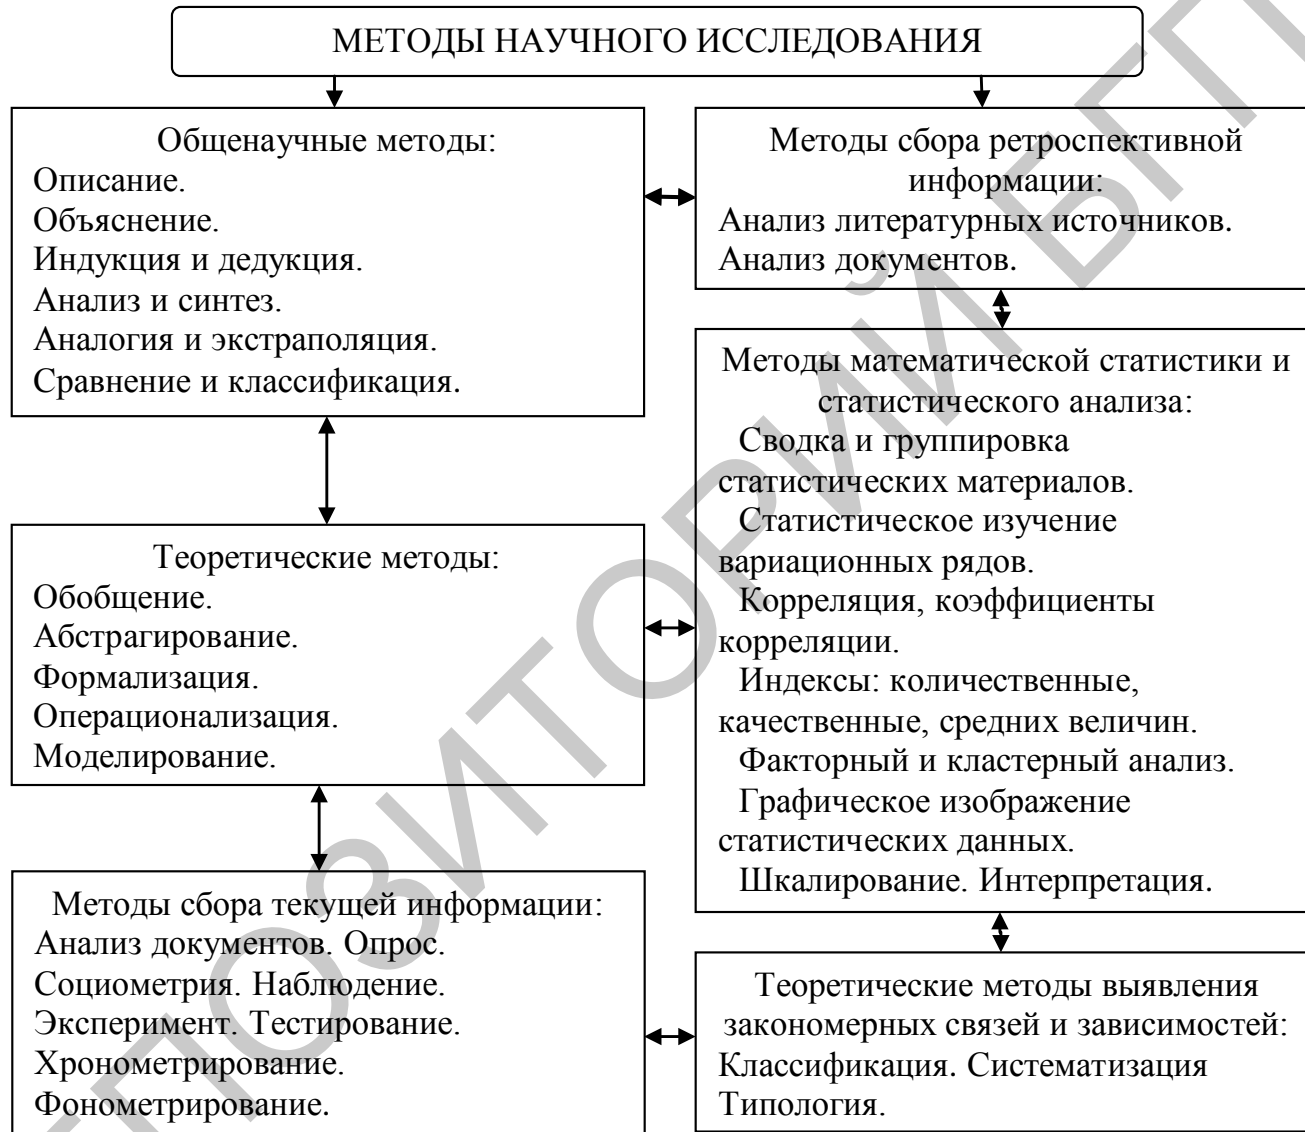 МЕТОДЫ НАУЧНОГО ИССЛЕДОВАНИЯ
Общенаучные методы:
Описание.
Объяснение.
Индукция и дедукция.
Анализ и синтез.
Аналогия и экстраполяция.
Сравнение и классификация.
Методы сбора ретроспективной
информации:
Анализ литературных источников.
Анализ документов.
Теоретические методы:
Обобщение.
Абстрагирование.
Формализация.
Операционализация.
Моделирование.
Методы математической статистики и
статистического анализа:
Сводка и группировка
статистических материалов.
Статистическое изучение
вариационных рядов.
Корреляция, коэффициенты
корреляции.
Индексы: количественные,
качественные, средних величин.
Факторный и кластерный анализ.
Графическое изображение
статистических данных.
Шкалирование. Интерпретация.
Методы сбора текущей информации:
Анализ документов. Опрос.
Социометрия. Наблюдение.
Эксперимент. Тестирование.
Хронометрирование.
Фонометрирование.
Теоретические методы выявления
закономерных связей и зависимостей:
Классификация. Систематизация
Типология.